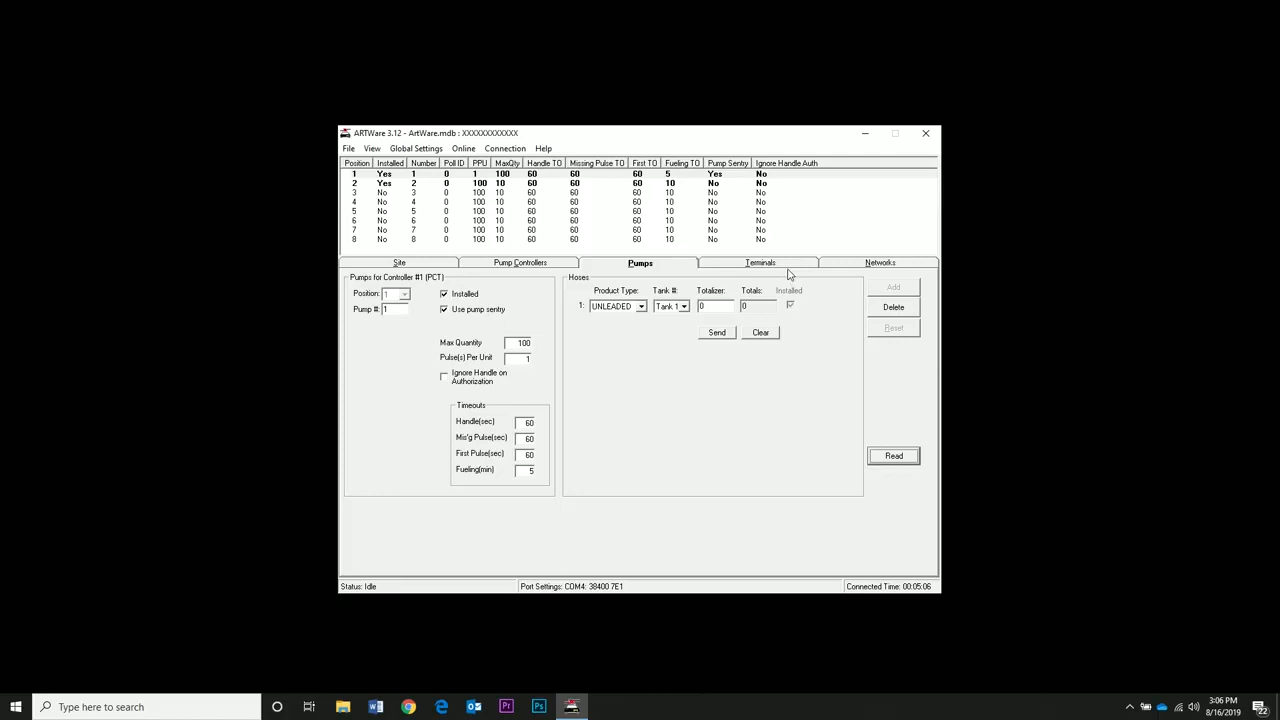 ARTWare 3.12 - ArtWare.mdb : XXXXXXXXXXXX
File View Global Settings Online Connection Help
Position Installed Number Poll ID PPU MaxQty Handle TO Missing Pulse TO First TO Fueling TO Pump Sentry Ignore Handle Auth
1 Yes 1 0 1 100 60 60 60 5 Yes No
2 Yes 2 0 100 10 60 60 60 10 No No
3 No 3 0 100 10 60 60 60 10 No No
4 No 4 0 100 10 60 60 60 10 No No
5 No 5 0 100 10 60 60 60 10 No No
6 No 6 0 100 10 60 60 60 10 No No
7 No 7 0 100 10 60 60 60 10 No No
8 No 8 0 100 10 60 60 60 10 No No
Site Pump Controllers Pumps Terminals Networks
Pumps for Controller #1 (PCT)
Position: 1
Installed
Pump #: 1
Use pump sentry
Max Quantity 100
Pulse(s) Per Unit 1
Ignore Handle on
Authorization
Timeouts
Handle(sec) 60
Mis'g Pulse(sec) 60
First Pulse(sec) 60
Fueling(min) 5
Hoses
Product Type: Tank #: Totalizer: Totals: Installed
1: UNLEADED Tank 1 0 0
Send Clear
Add
Delete
Reset
Read
Status: Idle Port Settings: COM4: 38400 7E1 Connected Time: 00:05:06
Type here to search
3:06 PM
8/16/2019
22